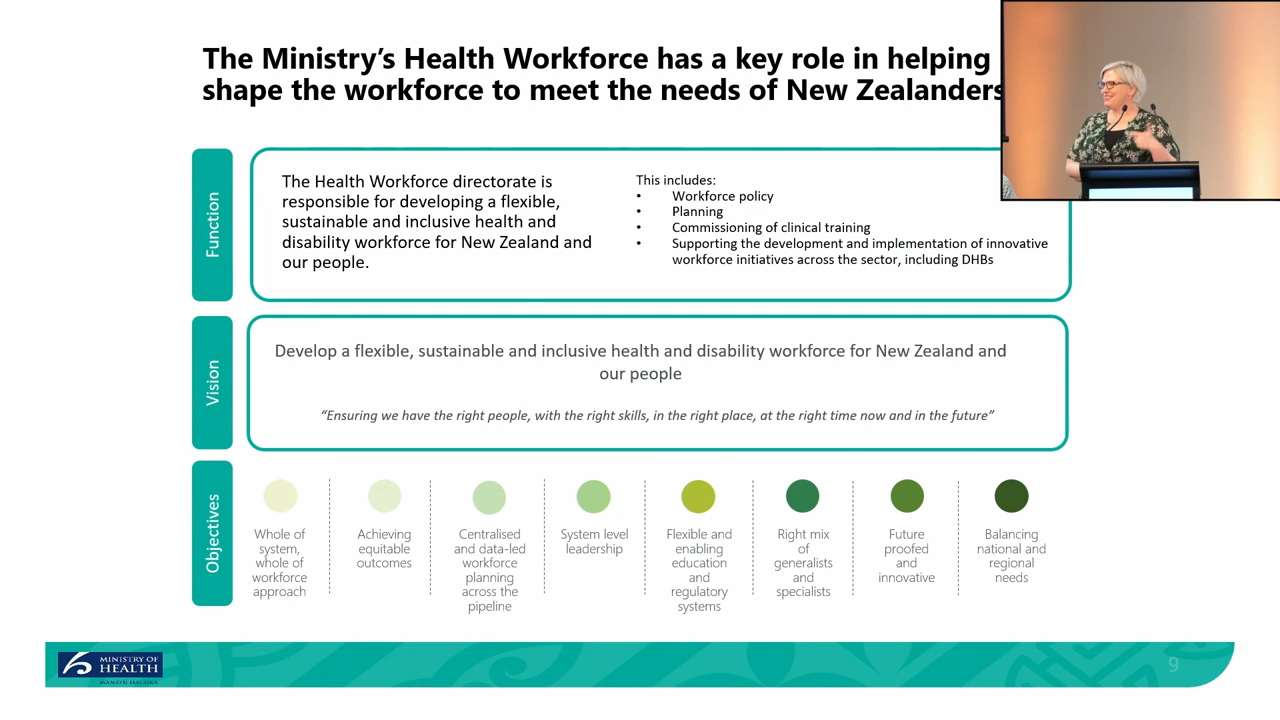 The Ministry’s Health Workforce has a key role in helping
shape the workforce to meet the needs of New Zealanders
Function
The Health Workforce directorate is
responsible for developing a flexible,
sustainable and inclusive health and
disability workforce for New Zealand and
our people.
This includes:
• Workforce policy
• Planning
• Commissioning of clinical training
• Supporting the development and implementation of innovative
workforce initiatives across the sector, including DHBs
Vision
Develop a flexible, sustainable and inclusive health and disability workforce for New Zealand and
our people
“Ensuring we have the right people, with the right skills, in the right place, at the right time now and in the future”
Objectives
Whole of
system,
whole of
workforce
approach
Achieving
equitable
outcomes
Centralised
and data-led
workforce
planning
across the
pipeline
System level
leadership
Flexible and
enabling
education
and
regulatory
systems
Right mix
of
generalists
and
specialists
Future
proofed
and
innovative
Balancing
national and
regional
needs
MINISTRY OF
HEALTH
MANATŪ HAUORA
9